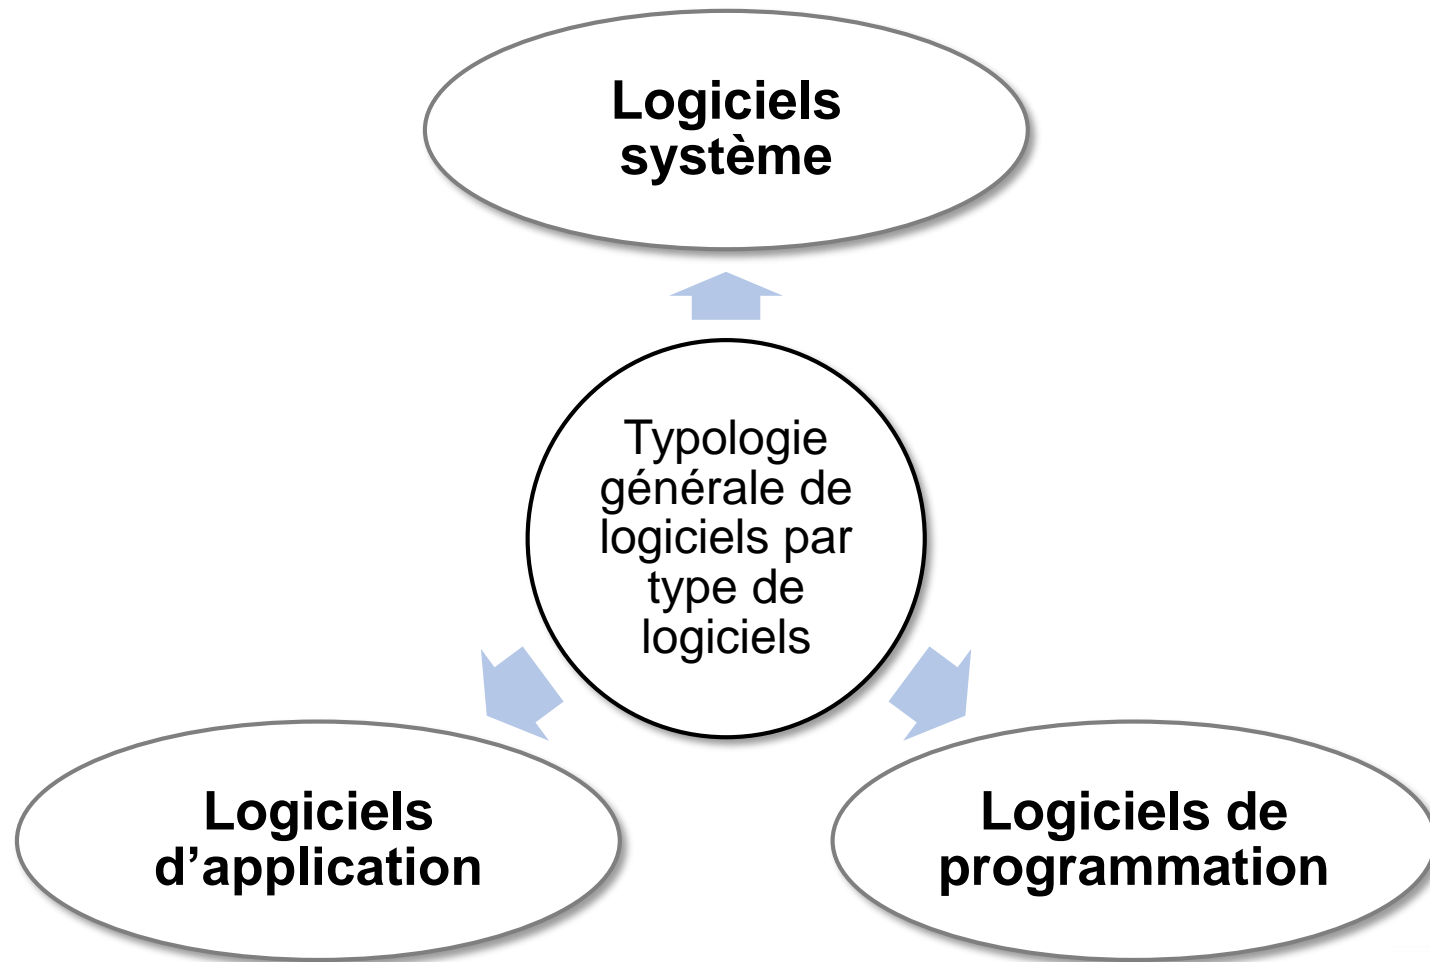 Logiciels
système
Typologie
générale de
logiciels par
type de
logiciels
Logiciels
d’application
Logiciels de
programmation